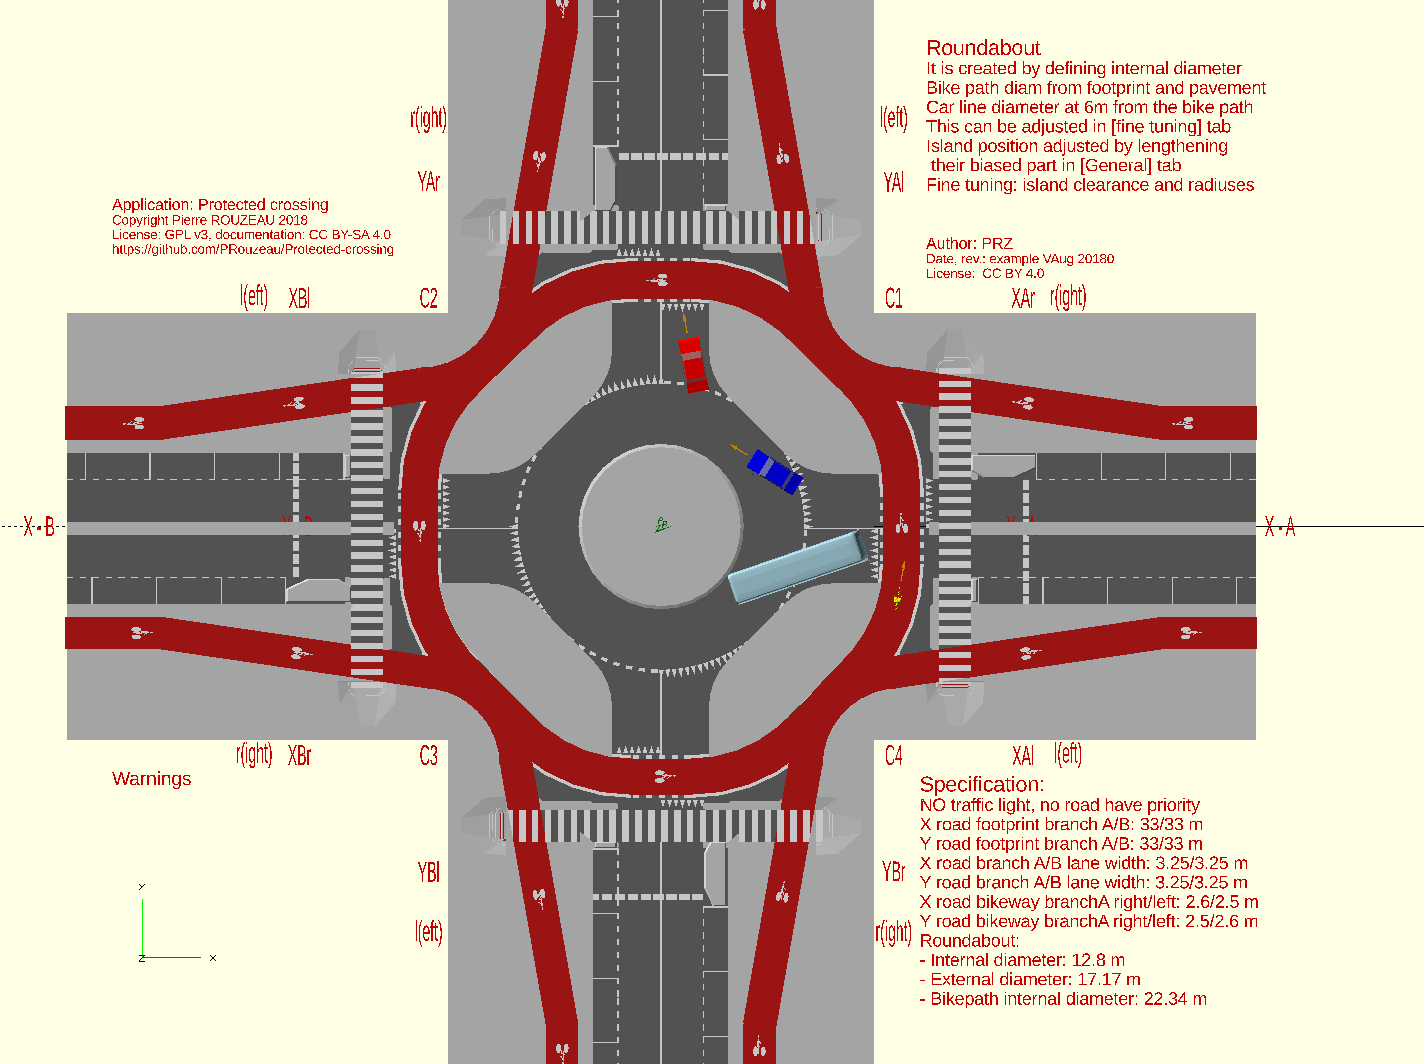 Roundabout
It is created by defining internal diameter
Bike path diam from footprint and pavement
Car line diameter at 6m from the bike path
This can be adjusted in [fine tuning] tab
Island position adjusted by lengthening
their biased part in [General] tab
Fine tuning: island clearance and radiuses
r(ight)
l(eft)
YAr
YAl
Application: Protected crossing
Copyright Pierre ROUZEAU 2018
License: GPL v3, documentation: CC BY-SA 4.0
https://github.com/PRouzeau/Protected-crossing
Author: PRZ
Date, rev.: example VAug 20180
License: CC BY 4.0
l(eft) XBl
C2
C1
XAr r(ight)
X - B
X - A
r(ight) XBr
C3
C4
XAl l(eft)
Warnings
Specification:
NO traffic light, no road have priority
X road footprint branch A/B: 33/33 m
Y road footprint branch A/B: 33/33 m
X road branch A/B lane width: 3.25/3.25 m
Y road branch A/B lane width: 3.25/3.25 m
X road bikeway branchA right/left: 2.6/2.5 m
Y road bikeway branchA right/left: 2.5/2.6 m
Roundabout:
- Internal diameter: 12.8 m
- External diameter: 17.17 m
- Bikepath internal diameter: 22.34 m
YBl
YBr
l(eft)
r(ight)
Y
Z
X